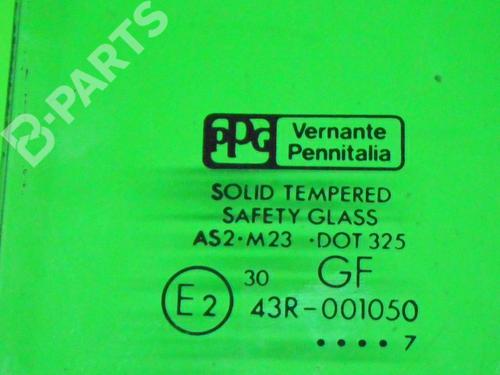 B-PARTS
PPG Vernante
Pennitalia
SOLID TEMPERED
SAFETY GLASS
AS2·M23 ·DOT 325
30 GF
E2 43R-001050
•••• 7